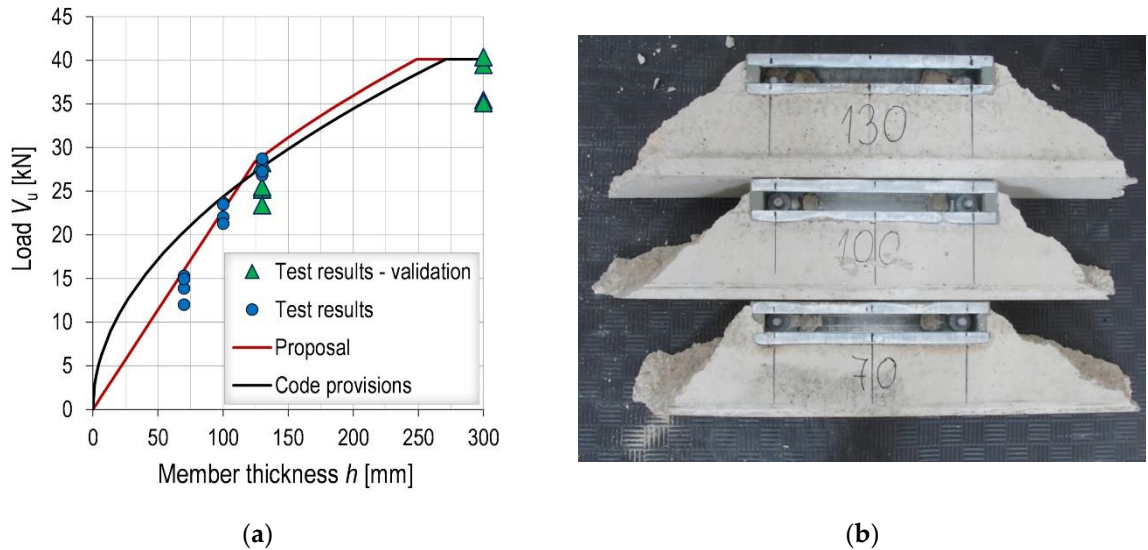 45
40
35
30
25
20
15
10
5
0
Load Vu [kN]
Test results - validation
Test results
Proposal
Code provisions
0 50 100 150 200 250 300
Member thickness h [mm]
(a)
130
100
70
(b)